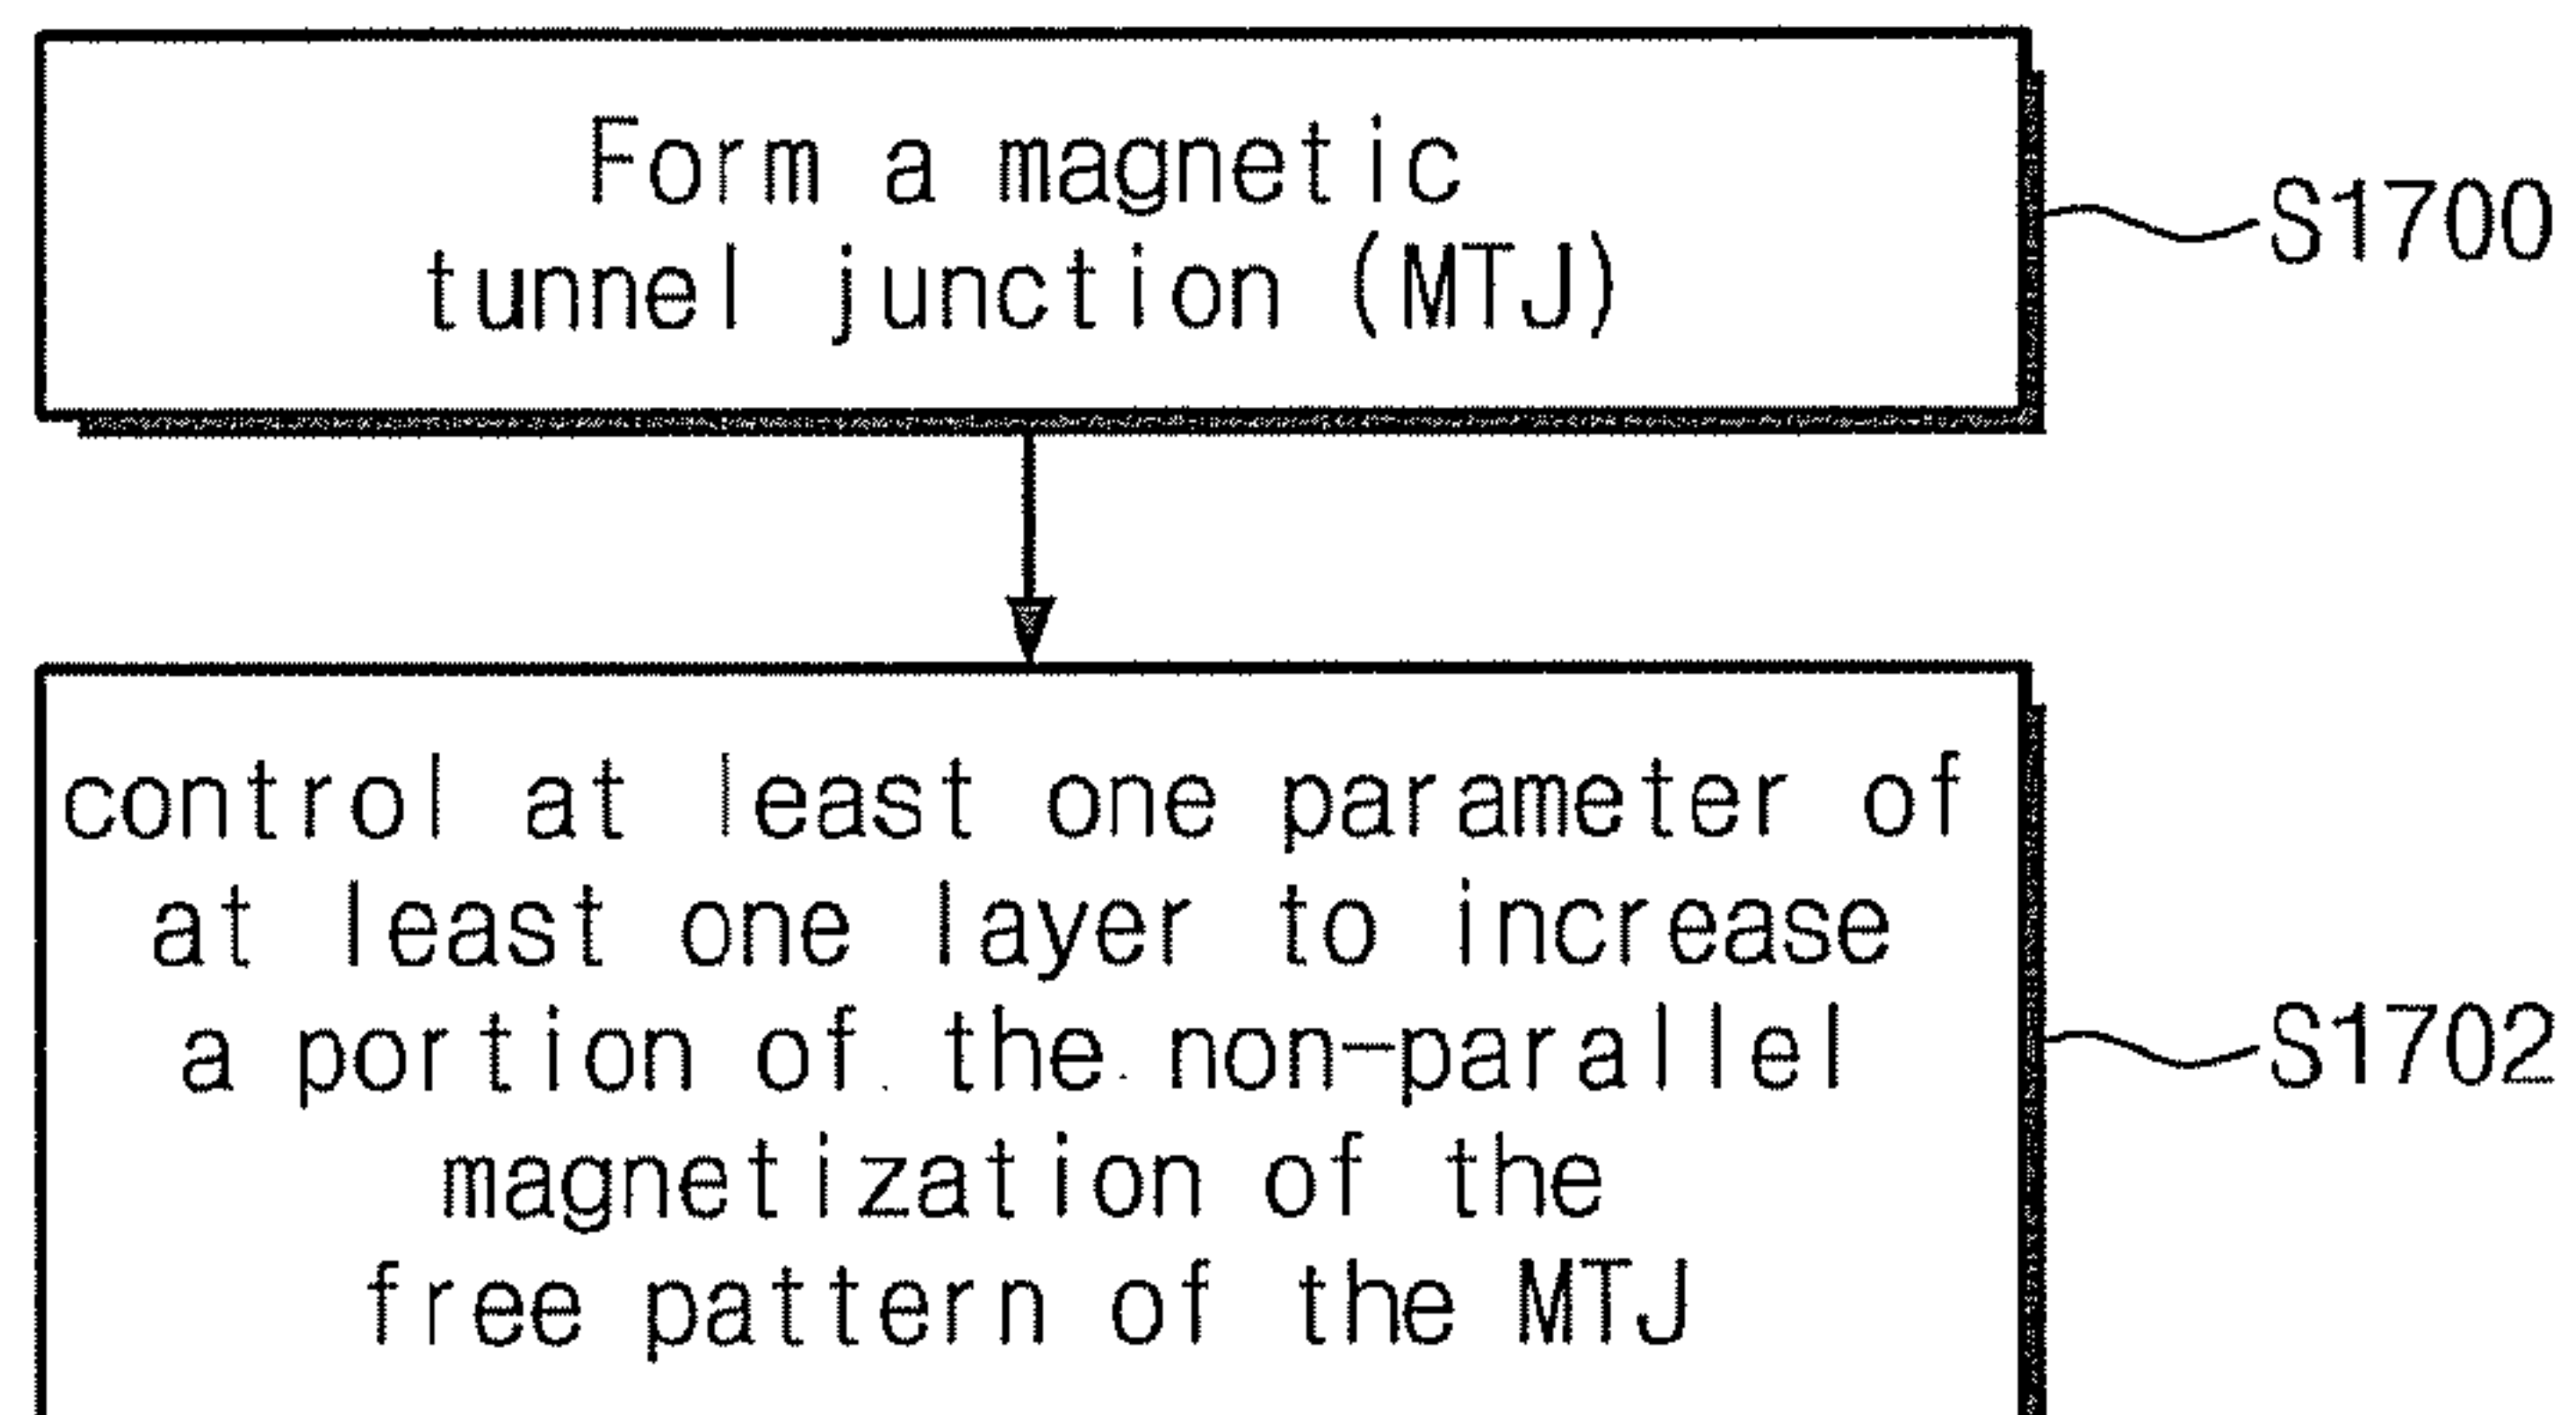 Form a magnetic
tunnel junction (MTJ)
S1700
control at least one parameter of
at least one layer to increase
a portion of the non-parallel
magnetization of the
free pattern of the MTJ
S1702